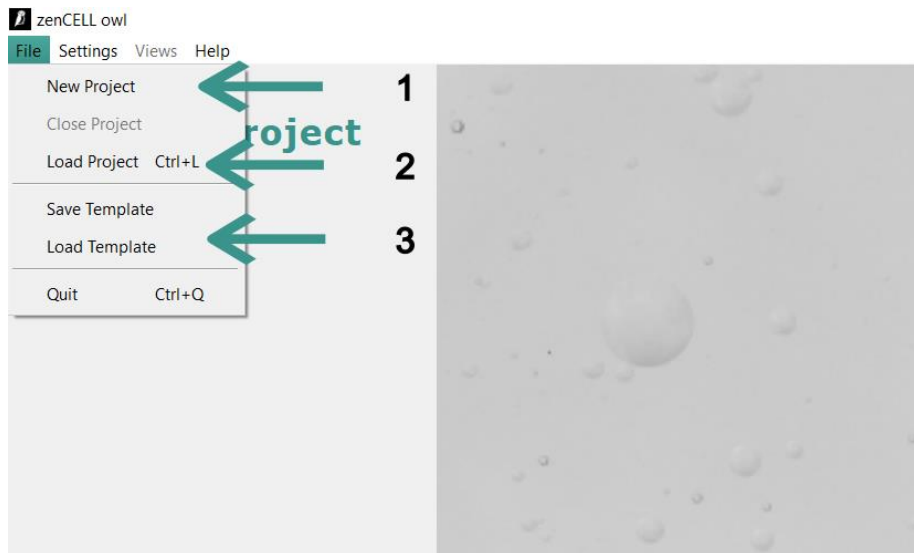 zenCELL owl
File Settings Views Help
New Project 1
Close Project
roject
Load Project Ctrl+L 2
Save Template
Load Template 3
Quit Ctrl+Q